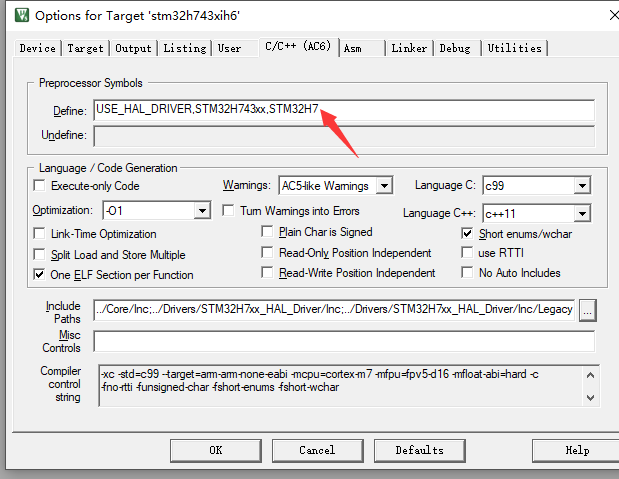 Options for Target 'stm32h743xih6'
Device Target Output Listing User C/C++ (AC6) Asm Linker Debug Utilities
Preprocessor Symbols
Define: USE_HAL_DRIVER,STM32H743xx,STM32H7
Undefine:
Language / Code Generation
Execute-only Code Warnings: AC5-like Warnings Language C: c99
Optimization: -O1 Turn Warnings into Errors Language C++: c++11
Link-Time Optimization Plain Char is Signed Short enums/wchar
Split Load and Store Multiple Read-Only Position Independent use RTTI
One ELF Section per Function Read-Write Position Independent No Auto Includes
Include Paths ../Core/Inc;../Drivers/STM32H7xx_HAL_Driver/Inc;../Drivers/STM32H7xx_HAL_Driver/Inc/Legacy ...
Misc Controls
Compiler control string -xc -std=c99 --target=arm-arm-none-eabi -mcpu=cortex-m7 -mfpu=fpv5-d16 -mfloat-abi=hard -c
-fno-rtti -funsigned-char -fshort-enums -fshort-wchar
OK Cancel Defaults Help